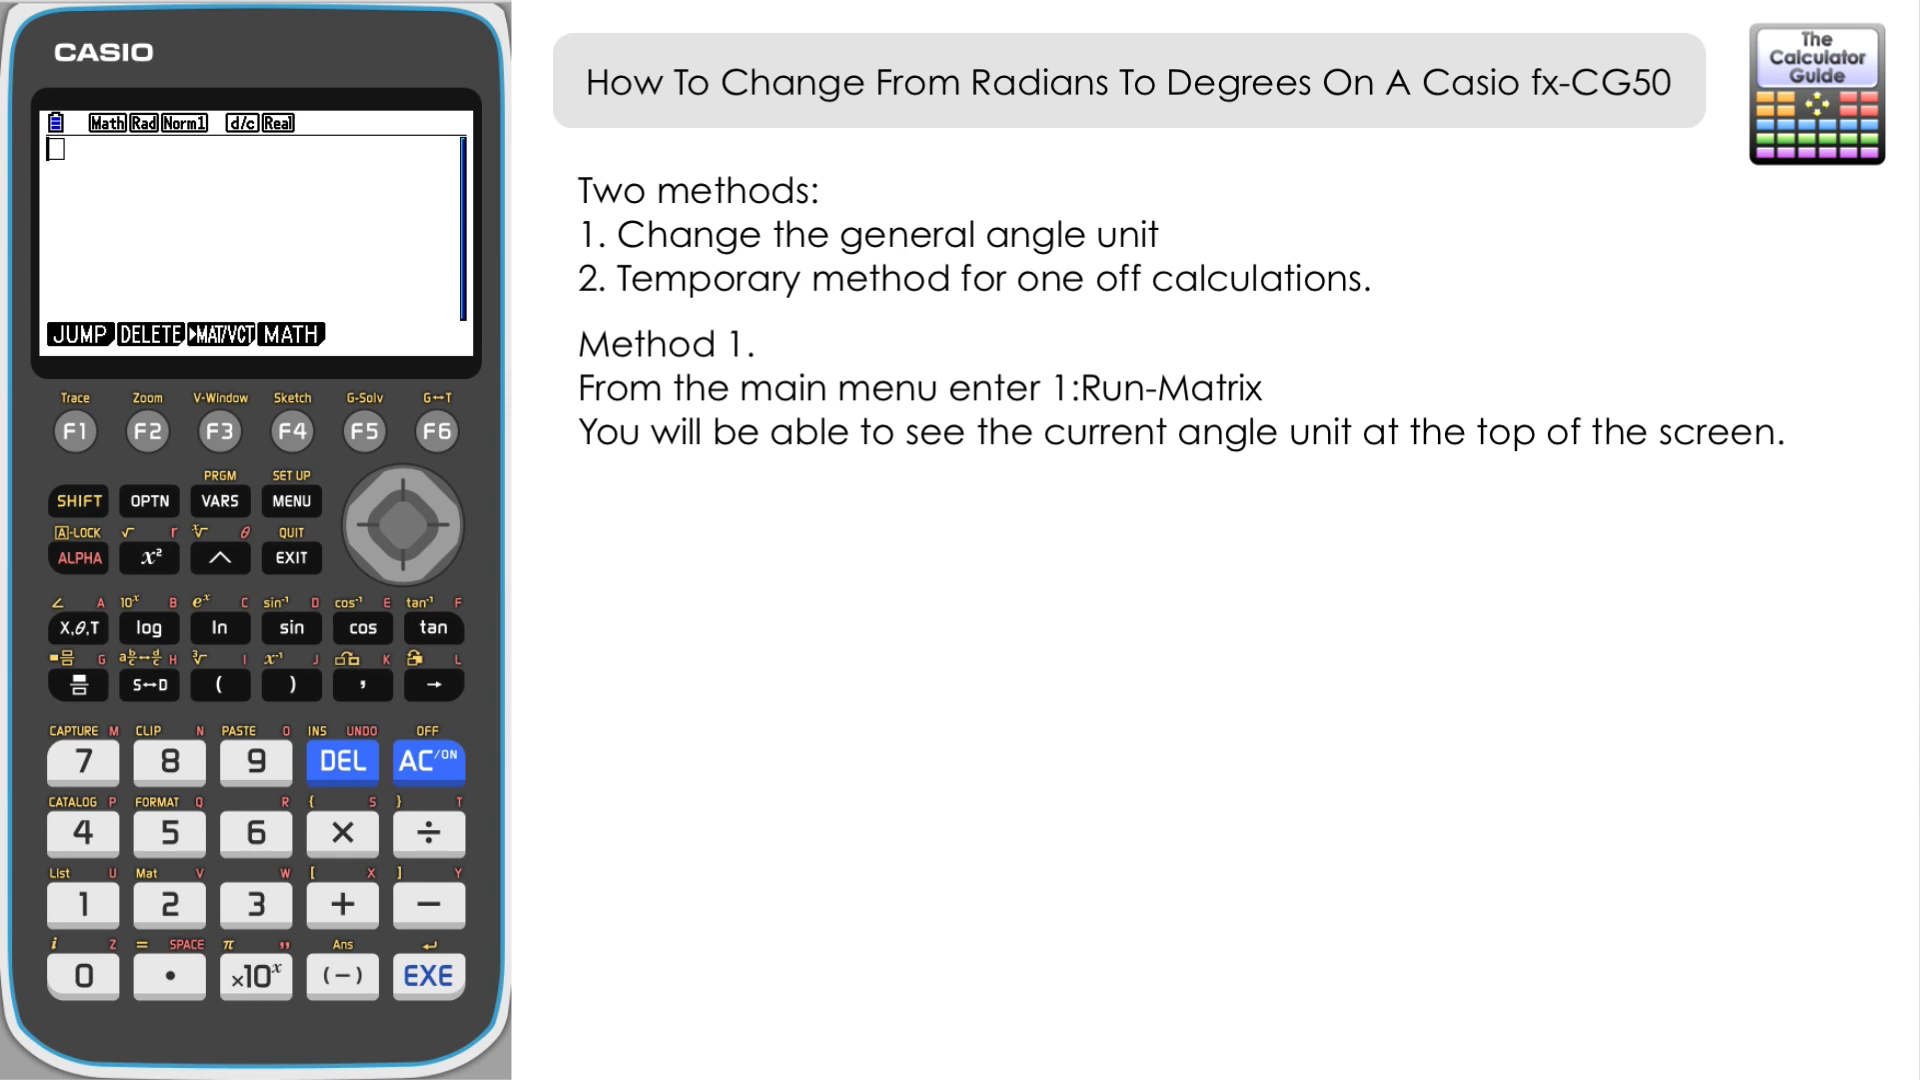 CASIO
Math Rad Norm1 d/c Real
JUMP DELETE ►MAT/VCT MATH
Trace Zoom V-Window Sketch G-Solv G↔T
F1 F2 F3 F4 F5 F6
PRGM SET UP
SHIFT OPTN VARS MENU
A-LOCK √ r ˣ√ θ QUIT
ALPHA x² ^ EXIT
∠ A 10ˣ B eˣ C sin⁻¹ D cos⁻¹ E tan⁻¹ F
X,θ,T log ln sin cos tan
G a b/c↔d/c H ³√ I x⁻¹ J K L
S↔D ( ) , →
CAPTURE M CLIP N PASTE O INS UNDO OFF
7 8 9 DEL AC/ON
CATALOG P FORMAT Q R { S } T
4 5 6 × ÷
List U Mat V W [ X ] Y
1 2 3 + −
i Z = SPACE π " Ans ↵
0 • ×10ˣ (−) EXE
How To Change From Radians To Degrees On A Casio fx-CG50
The
Calculator
Guide
Two methods:
1. Change the general angle unit
2. Temporary method for one off calculations.
Method 1.
From the main menu enter 1:Run-Matrix
You will be able to see the current angle unit at the top of the screen.